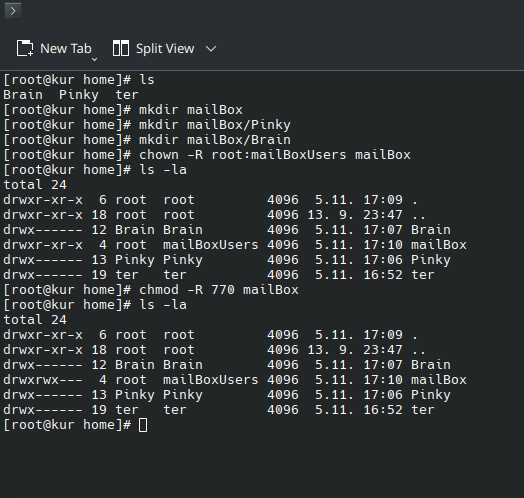 New Tab Split View
[root@kur home]# ls
Brain  Pinky  ter
[root@kur home]# mkdir mailBox
[root@kur home]# mkdir mailBox/Pinky
[root@kur home]# mkdir mailBox/Brain
[root@kur home]# chown -R root:mailBoxUsers mailBox
[root@kur home]# ls -la
total 24
drwxr-xr-x  6 root  root         4096  5.11. 17:09 .
drwxr-xr-x 18 root  root         4096 13. 9. 23:47 ..
drwx------ 12 Brain Brain        4096  5.11. 17:07 Brain
drwxr-xr-x  4 root  mailBoxUsers 4096  5.11. 17:10 mailBox
drwx------ 13 Pinky Pinky        4096  5.11. 17:06 Pinky
drwx------ 19 ter   ter          4096  5.11. 16:52 ter
[root@kur home]# chmod -R 770 mailBox
[root@kur home]# ls -la
total 24
drwxr-xr-x  6 root  root         4096  5.11. 17:09 .
drwxr-xr-x 18 root  root         4096 13. 9. 23:47 ..
drwx------ 12 Brain Brain        4096  5.11. 17:07 Brain
drwxrwx---  4 root  mailBoxUsers 4096  5.11. 17:10 mailBox
drwx------ 13 Pinky Pinky        4096  5.11. 17:06 Pinky
drwx------ 19 ter   ter          4096  5.11. 16:52 ter
[root@kur home]#